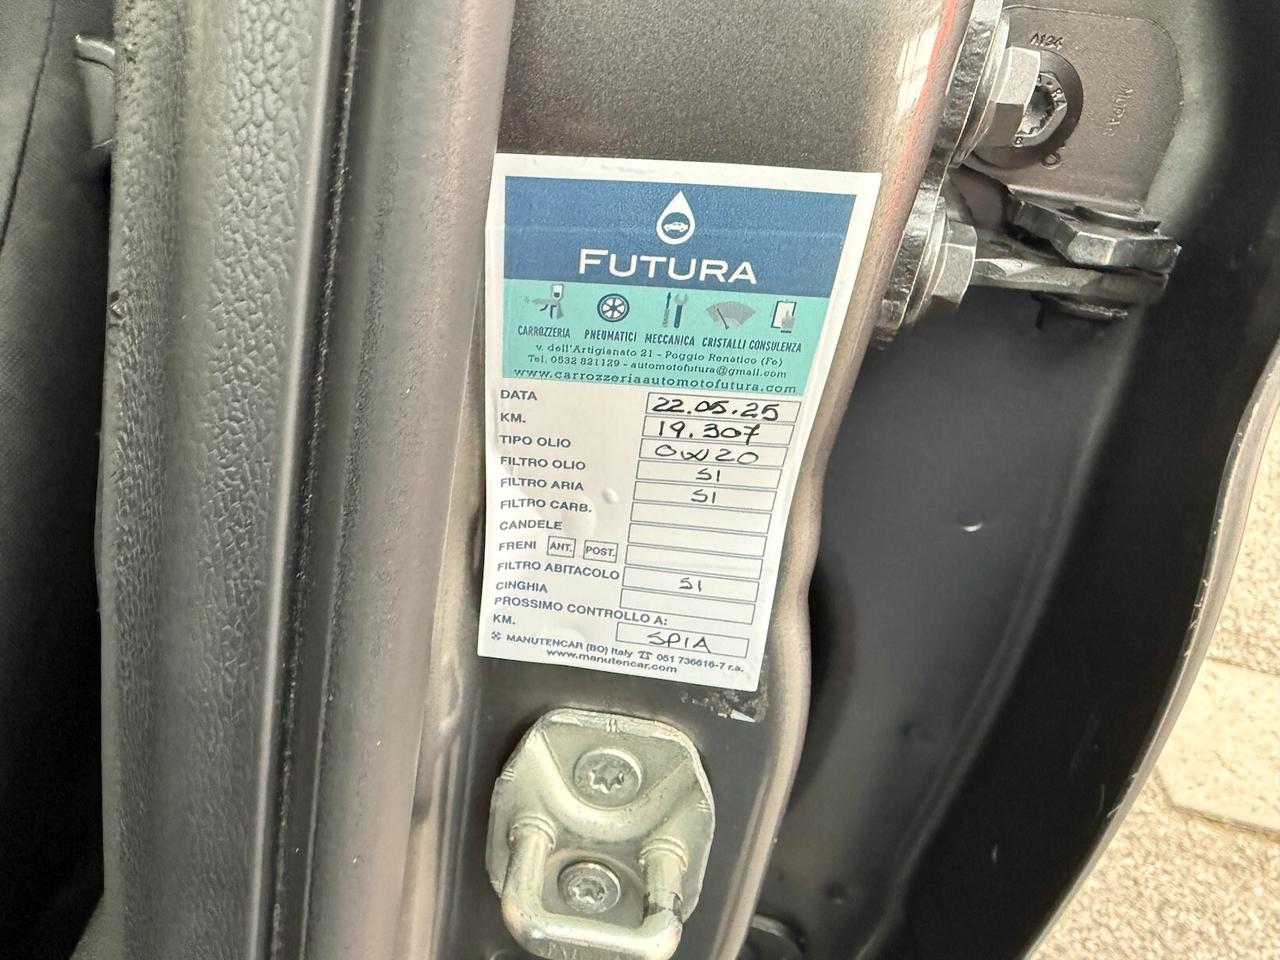 FUTURA
CARROZZERIA PNEUMATICI MECCANICA CRISTALLI CONSULENZA
v. dell'Artigianato 21 - Poggio Renatico (Fe)
Tel. 0532 821129 - automotofutura@gmail.com
www.carrozzeriaautomotofutura.com
DATA 22.05.25
KM. 19.307
TIPO OLIO 0W20
FILTRO OLIO SI
FILTRO ARIA SI
FILTRO CARB.
CANDELE
FRENI ANT. POST.
FILTRO ABITACOLO SI
CINGHIA
PROSSIMO CONTROLLO A:
KM. SPIA
MANUTENCAR (BO) Italy ☎ 051 736616-7 r.a.
www.manutencar.com
MOPAR